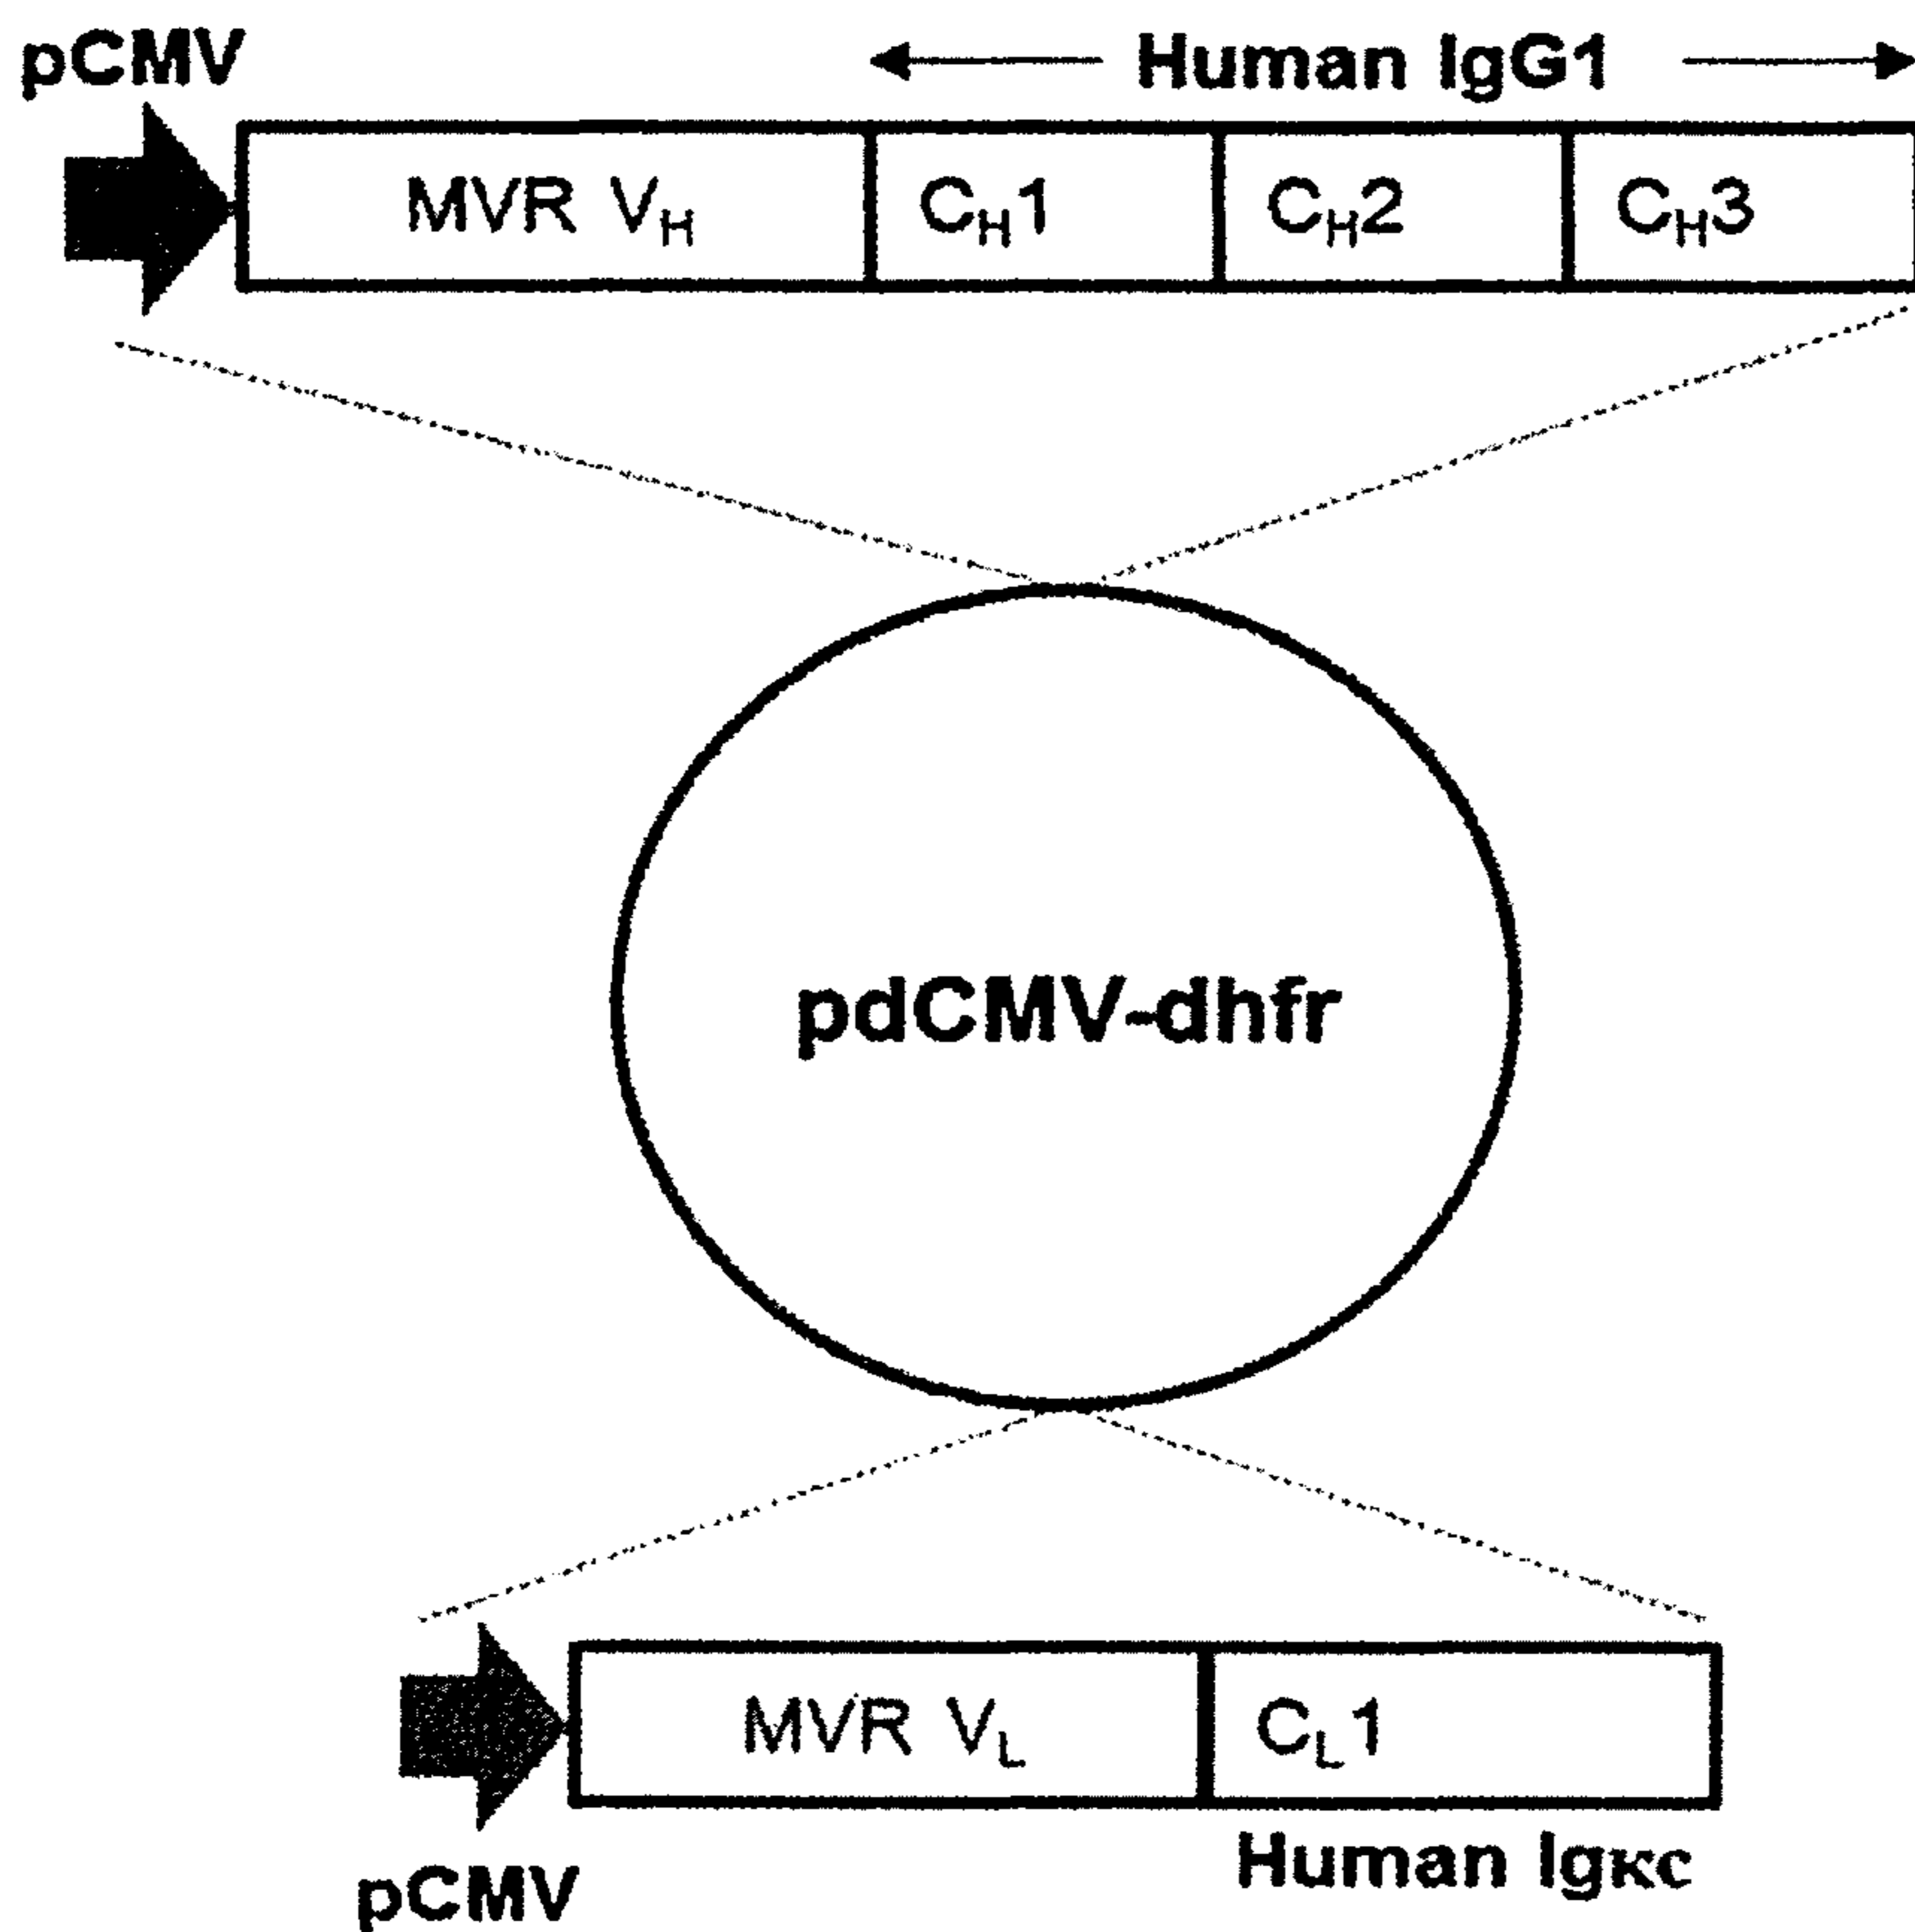 pCMV
Human IgG1
MVR VH
CH1
CH2
CH3
pdCMV-dhfr
MVR VL
CL1
Human Igκc
pCMV